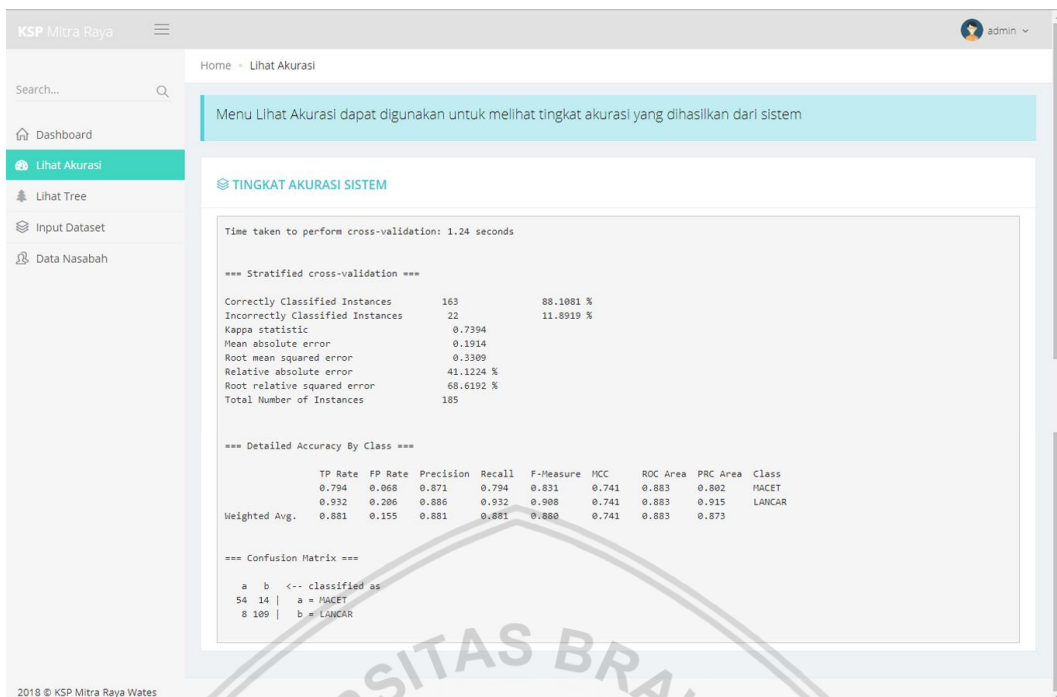 KSP Mitra Raya
admin
Home Lihat Akurasi
Search...
Dashboard
Lihat Akurasi
Lihat Tree
Input Dataset
Data Nasabah
Menu Lihat Akurasi dapat digunakan untuk melihat tingkat akurasi yang dihasilkan dari sistem
TINGKAT AKURASI SISTEM
Time taken to perform cross-validation: 1.24 seconds
=== Stratified cross-validation ===
Correctly Classified Instances 163 88.1081 %
Incorrectly Classified Instances 22 11.8919 %
Kappa statistic 0.7394
Mean absolute error 0.1914
Root mean squared error 0.3309
Relative absolute error 41.1224 %
Root relative squared error 68.6192 %
Total Number of Instances 185
=== Detailed Accuracy By Class ===
TP Rate FP Rate Precision Recall F-Measure MCC ROC Area PRC Area Class
0.794 0.068 0.871 0.794 0.831 0.741 0.883 0.802 MACET
0.932 0.206 0.886 0.932 0.908 0.741 0.883 0.915 LANCAR
Weighted Avg. 0.881 0.155 0.881 0.881 0.880 0.741 0.883 0.873
=== Confusion Matrix ===
a b <-- classified as
54 14 | a = MACET
8 109 | b = LANCAR
2018 © KSP Mitra Raya Wates